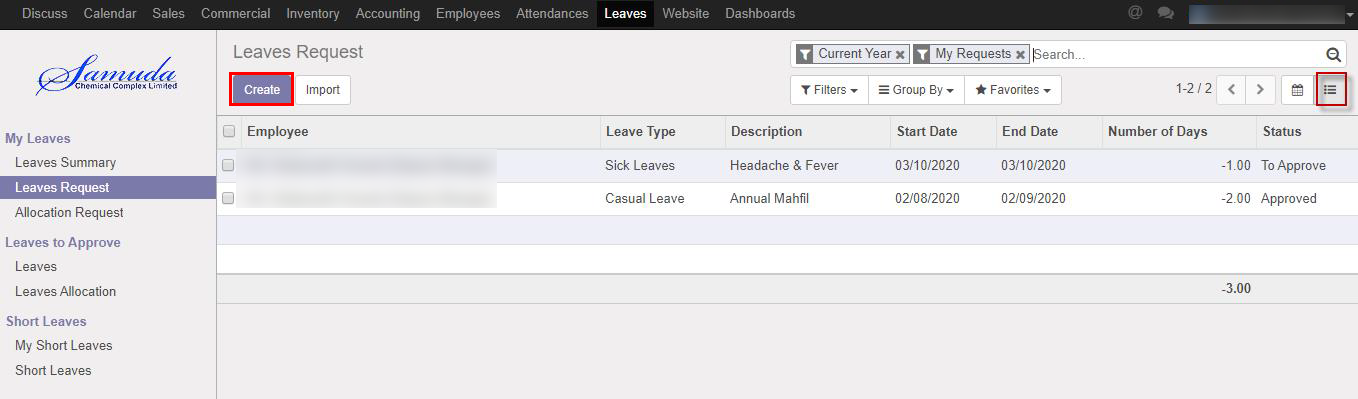 Discuss Calendar Sales Commercial Inventory Accounting Employees Attendances Leaves Website Dashboards @
Samuda
Chemical Complex Limited
Leaves Request
Current Year × My Requests × Search...
Create Import
Filters Group By Favorites 1-2 / 2
My Leaves
Leaves Summary
Leaves Request
Allocation Request
Leaves to Approve
Leaves
Leaves Allocation
Short Leaves
My Short Leaves
Short Leaves
Employee Leave Type Description Start Date End Date Number of Days Status
Sick Leaves Headache & Fever 03/10/2020 03/10/2020 -1.00 To Approve
Casual Leave Annual Mahfil 02/08/2020 02/09/2020 -2.00 Approved
-3.00